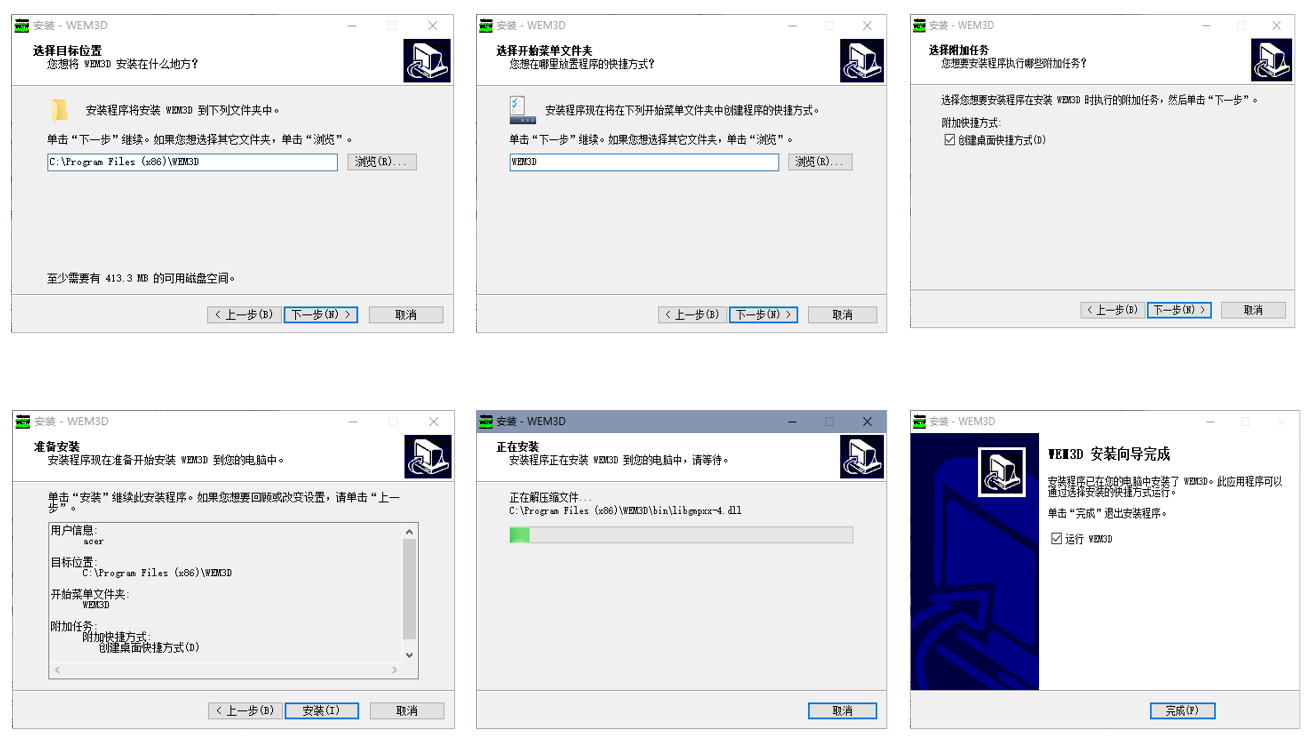 安装 - WEM3D
选择目标位置
您想将 WEM3D 安装在什么地方?
安装程序将安装 WEM3D 到下列文件夹中。
单击“下一步”继续。如果您想选择其它文件夹，单击“浏览”。
C:\Program Files (x86)\WEM3D
浏览(R)...
至少需要有 413.3 MB 的可用磁盘空间。
< 上一步(B)
下一步(N) >
取消
安装 - WEM3D
选择开始菜单文件夹
您想在哪里放置程序的快捷方式?
安装程序现在将在下列开始菜单文件夹中创建程序的快捷方式。
单击“下一步”继续。如果您想选择其它文件夹，单击“浏览”。
WEM3D
浏览(R)...
< 上一步(B)
下一步(N) >
取消
安装 - WEM3D
选择附加任务
您想要安装程序执行哪些附加任务?
选择您想要安装程序在安装 WEM3D 时执行的附加任务，然后单击“下一步”。
附加快捷方式:
创建桌面快捷方式(D)
< 上一步(B)
下一步(N) >
取消
安装 - WEM3D
准备安装
安装程序现在准备开始安装 WEM3D 到您的电脑中。
单击“安装”继续此安装程序。如果您想要回顾或改变设置，请单击“上一
步”。
用户信息:
acer
目标位置:
C:\Program Files (x86)\WEM3D
开始菜单文件夹:
WEM3D
附加任务:
附加快捷方式:
创建桌面快捷方式(D)
< 上一步(B)
安装(I)
取消
安装 - WEM3D
正在安装
安装程序正在安装 WEM3D 到您的电脑中，请等待。
正在解压缩文件...
C:\Program Files (x86)\WEM3D\bin\libgmpxx-4.dll
取消
安装 - WEM3D
WEM3D 安装向导完成
安装程序已在您的电脑中安装了 WEM3D。此应用程序可以
通过选择安装的快捷方式运行。
单击“完成”退出安装程序。
运行 WEM3D
完成(F)